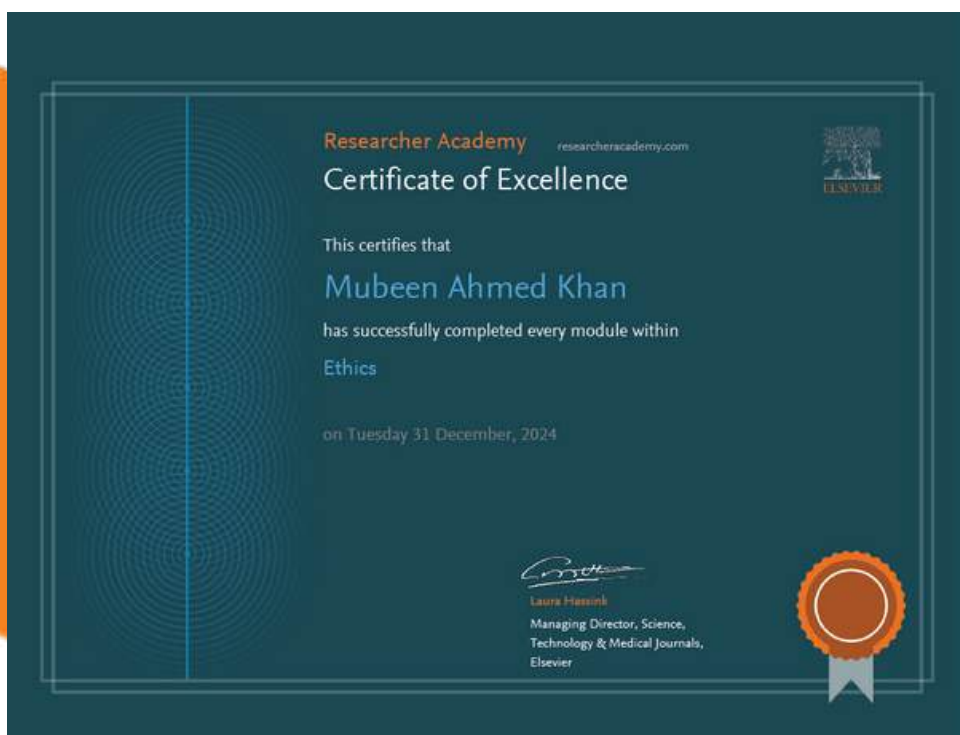 Researcher Academy researcheracademy.com
Certificate of Excellence
ELSEVIER
This certifies that
Mubeen Ahmed Khan
has successfully completed every module within
Ethics
on Tuesday 31 December, 2024
Laura Hassink
Managing Director, Science,
Technology & Medical Journals,
Elsevier